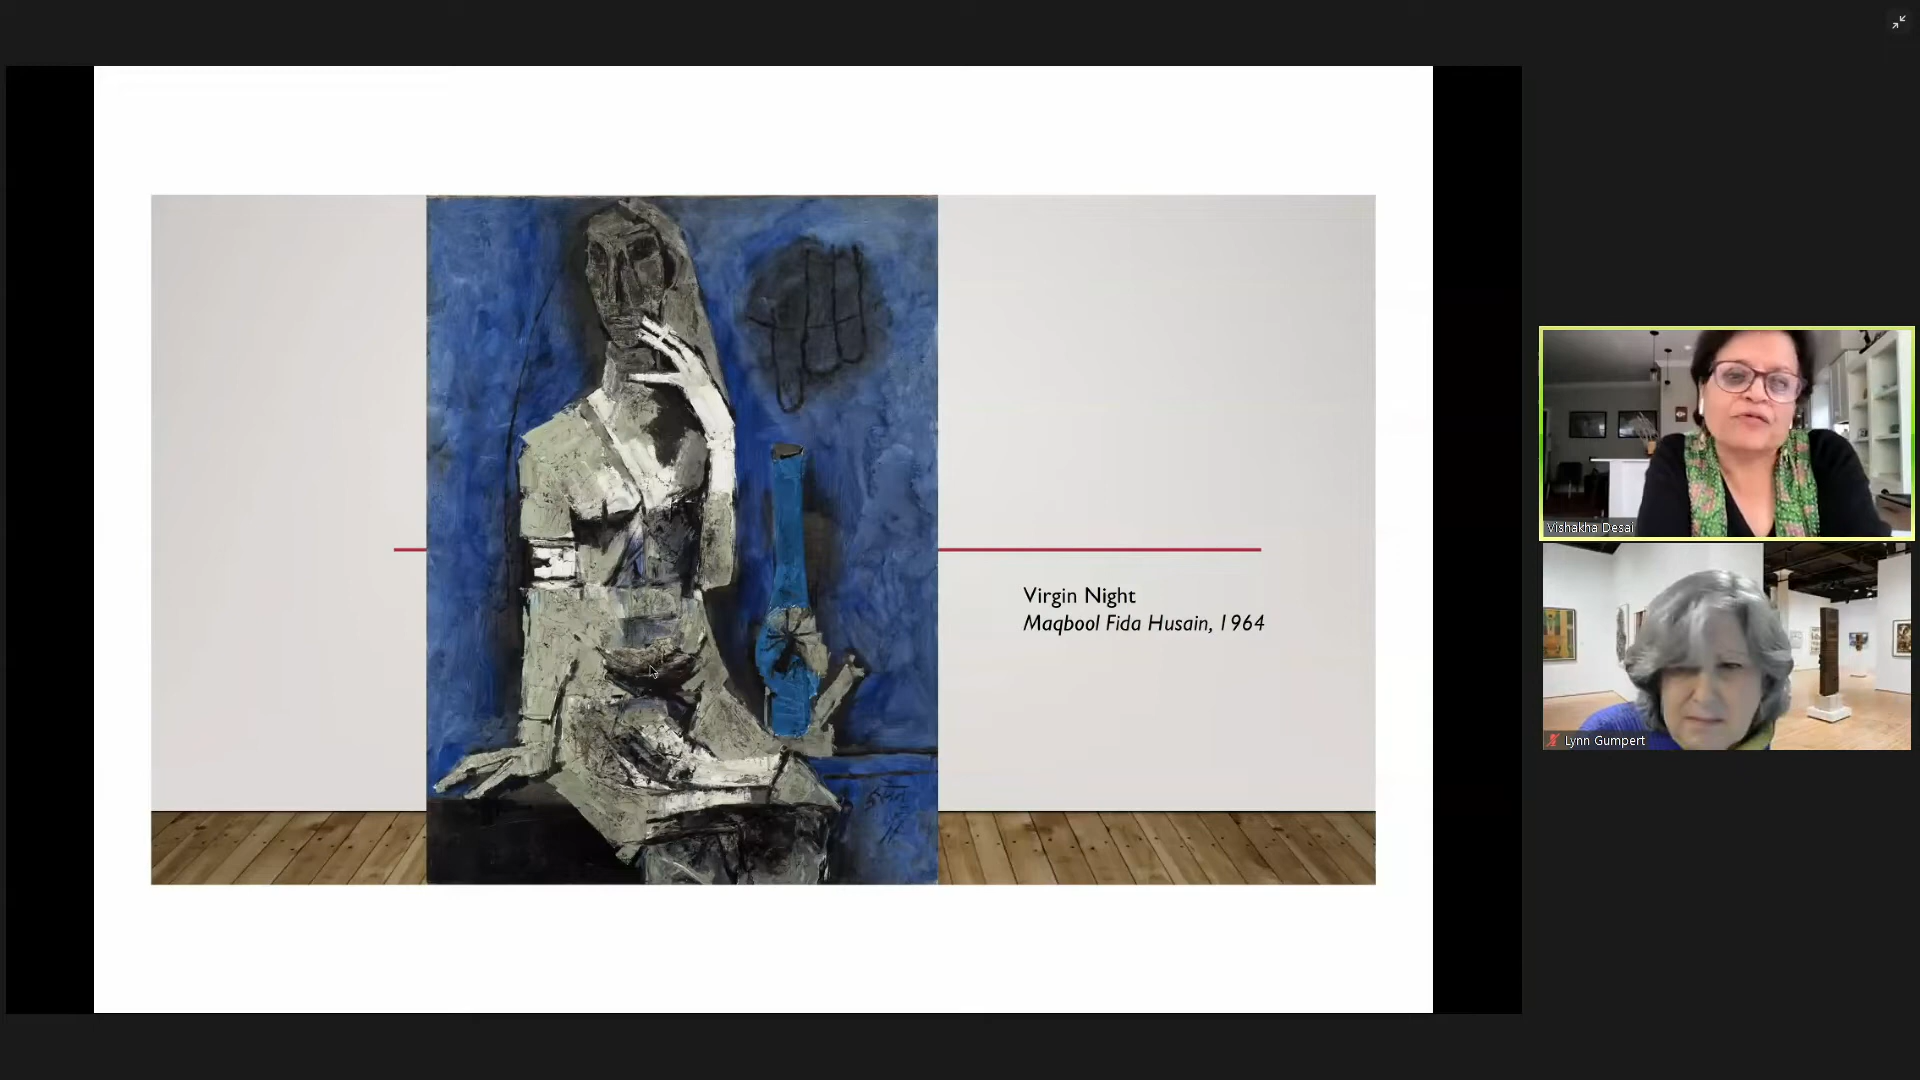 Virgin Night
Maqbool Fida Husain, 1964
Vishakha Desai
Lynn Gumpert